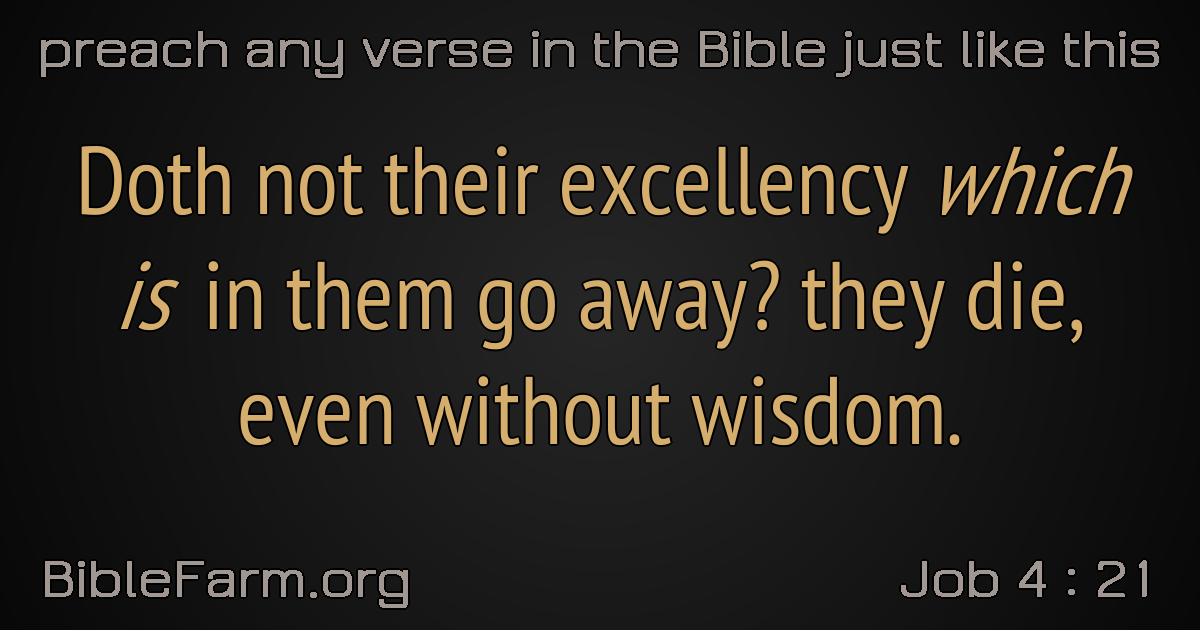 preach any verse in the Bible just like this
Doth not their excellency which
is in them go away? they die,
even without wisdom.
BibleFarm.org
Job 4 : 21